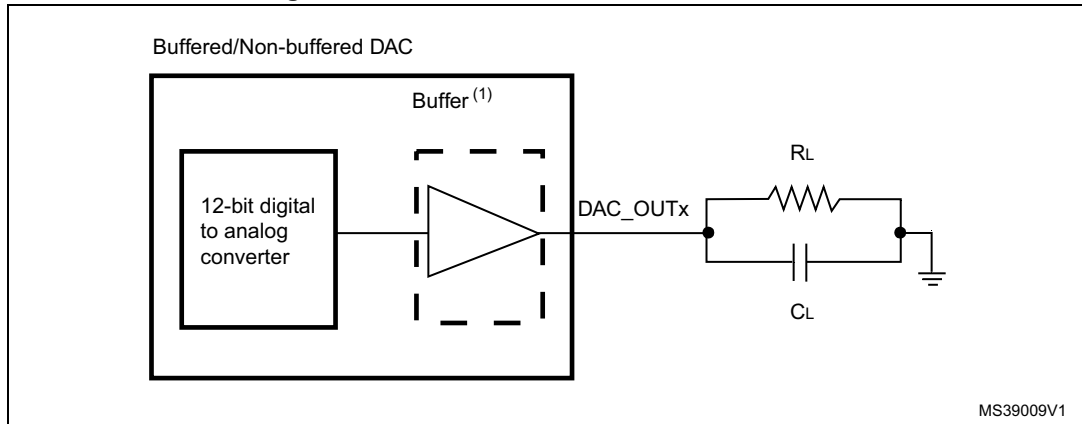 Buffered/Non-buffered DAC
Buffer (1)
12-bit digital
to analog
converter
DAC_OUTx
RL
CL
MS39009V1